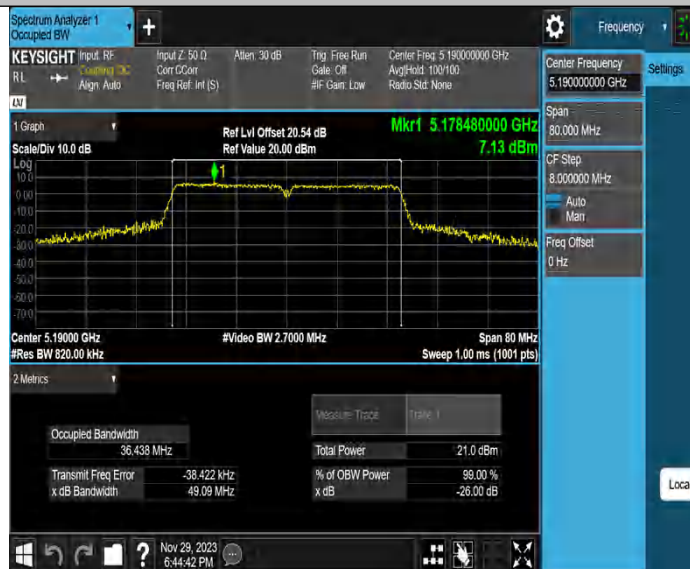 Spectrum Analyzer 1
Occupied BW
+
Frequency
KEYSIGHT
RL
Input: RF
Coupling: DC
Align: Auto
Input Z: 50 Ω
Corr CCorr
Freq Ref: Int (S)
Atten: 30 dB
Trig: Free Run
Gate: Off
#IF Gain: Low
Center Freq: 5.190000000 GHz
Avg|Hold: 100/100
Radio Std: None
LXI
Center Frequency
5.190000000 GHz
Settings
Span
80.000 MHz
CF Step
8.000000 MHz
Auto
Man
Freq Offset
0 Hz
1 Graph
Scale/Div 10.0 dB
Ref Lvl Offset 20.54 dB
Ref Value 20.00 dBm
Mkr1 5.178480000 GHz
7.13 dBm
Log
10.0
0.00
-10.0
-20.0
-30.0
-40.0
-50.0
-60.0
-70.0
1
Center 5.19000 GHz
#Res BW 820.00 kHz
#Video BW 2.7000 MHz
Span 80 MHz
Sweep 1.00 ms (1001 pts)
2 Metrics
Measure Trace
Trace 1
Occupied Bandwidth
36.438 MHz
Total Power
21.0 dBm
Transmit Freq Error
-38.422 kHz
% of OBW Power
99.00 %
x dB Bandwidth
49.09 MHz
x dB
-26.00 dB
Loca
?
Nov 29, 2023
6:44:42 PM